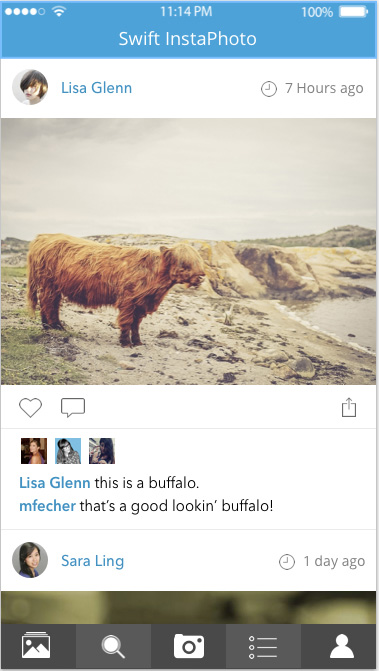 11:14 PM 100%
Swift InstaPhoto
Lisa Glenn 7 Hours ago
Lisa Glenn this is a buffalo.
mfecher that's a good lookin' buffalo!
Sara Ling 1 day ago